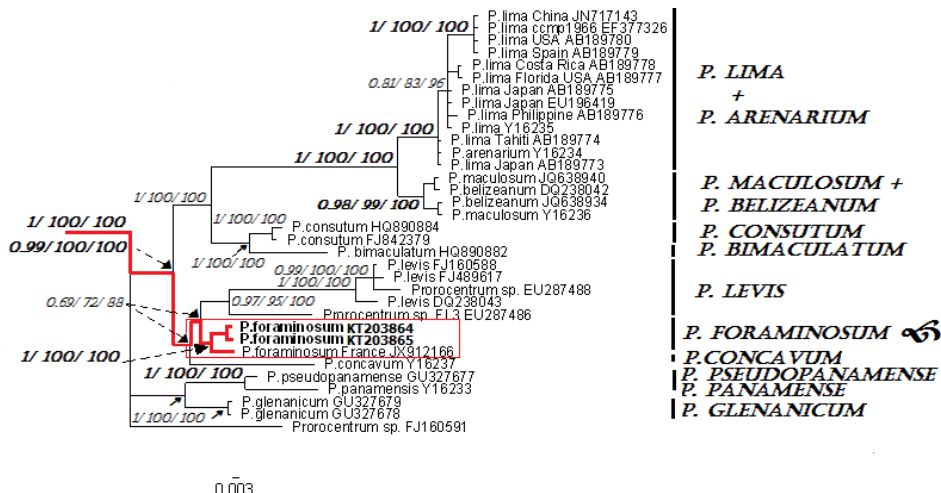 P.lima China JN717143
1/ 100/ 100
P.lima ccmp1966 EF377326
P.lima USA AB189780
P.lima Spain AB189779
P.lima Costa Rica AB189778
P.lima Florida USA AB189777
0.81/ 83/ 96
P.lima Japan AB189775
P.lima Japan EU196419
P.lima Philippine AB189776
P.lima Y16235
1/ 100/ 100
P.lima Tahiti AB189774
P.arenarium Y16234
P.lima Japan AB189773
P. LIMA
+
P. ARENARIUM
1/ 100/ 100
P.maculosum JQ638940
P.belizeanum DQ238042
P.belizeanum JQ638934
0.98/ 99/ 100
P.maculosum Y16236
P. MACULOSUM +
P. BELIZEANUM
1/ 100/ 100
1/ 100/100
P.consutum HQ890884
P.consutum FJ842379
P. CONSUTUM
P. bimaculatum HQ890882
P. BIMACULATUM
1/100/ 100
0.99/100/100
0.99/ 100/ 100
P.levis FJ160588
1/ 100/ 100
P.levis FJ489617
Prorocentrum sp. EU287488
P.levis DQ238043
0.97/ 95/ 100
Prorocentrum sp. FL3 EU287486
P. LEVIS
0.69/ 72/ 88
P.foraminosum KT203864
P.foraminosum KT203865
P.foraminosum France JX912166
P. FORAMINOSUM
1/ 100/ 100
P.concavum Y16237
P.CONCAVUM
1/ 100/ 100
P.pseudopanamense GU327677
P. PSEUDOPANAMENSE
P.panamensis Y16233
P. PANAMENSE
P.glenanicum GU327679
P.glenanicum GU327678
P. GLENANICUM
1/100/ 100
Prorocentrum sp. FJ160591
0.003